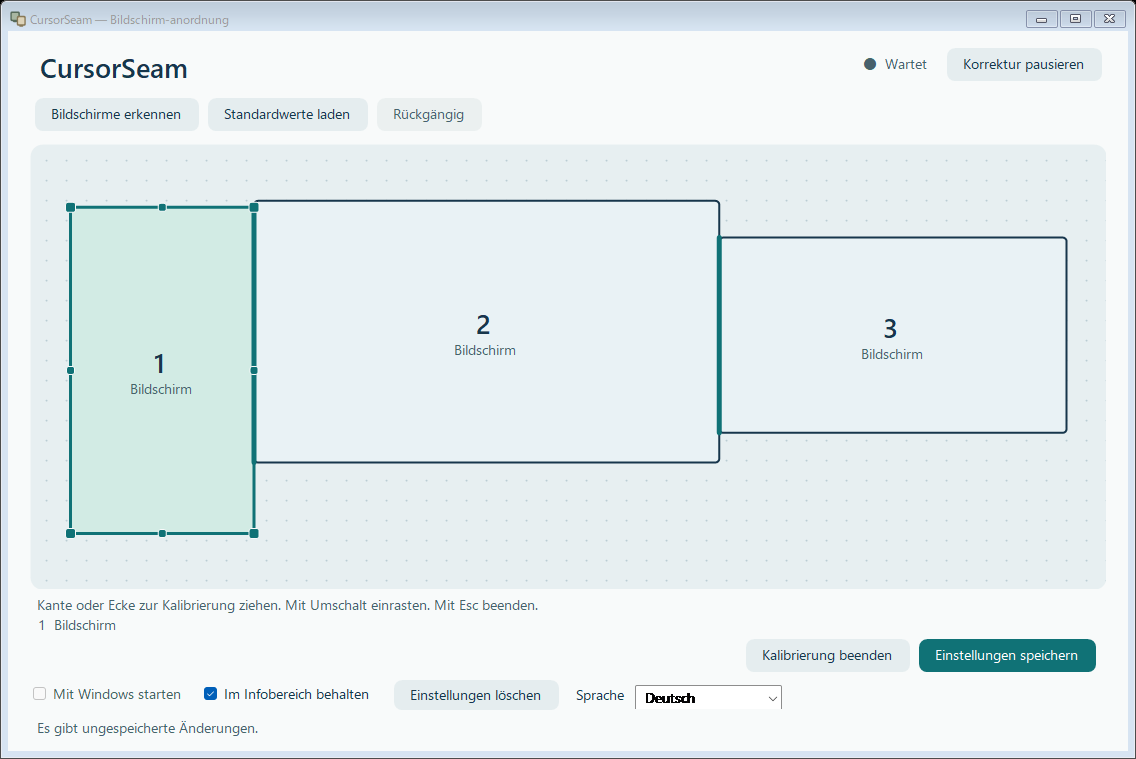 CursorSeam — Bildschirm-anordnung
CursorSeam
Wartet
Korrektur pausieren
Bildschirme erkennen
Standardwerte laden
Rückgängig
1
Bildschirm
2
Bildschirm
3
Bildschirm
Kante oder Ecke zur Kalibrierung ziehen. Mit Umschalt einrasten. Mit Esc beenden.
1 Bildschirm
Kalibrierung beenden
Einstellungen speichern
Mit Windows starten
Im Infobereich behalten
Einstellungen löschen
Sprache
Deutsch
Es gibt ungespeicherte Änderungen.